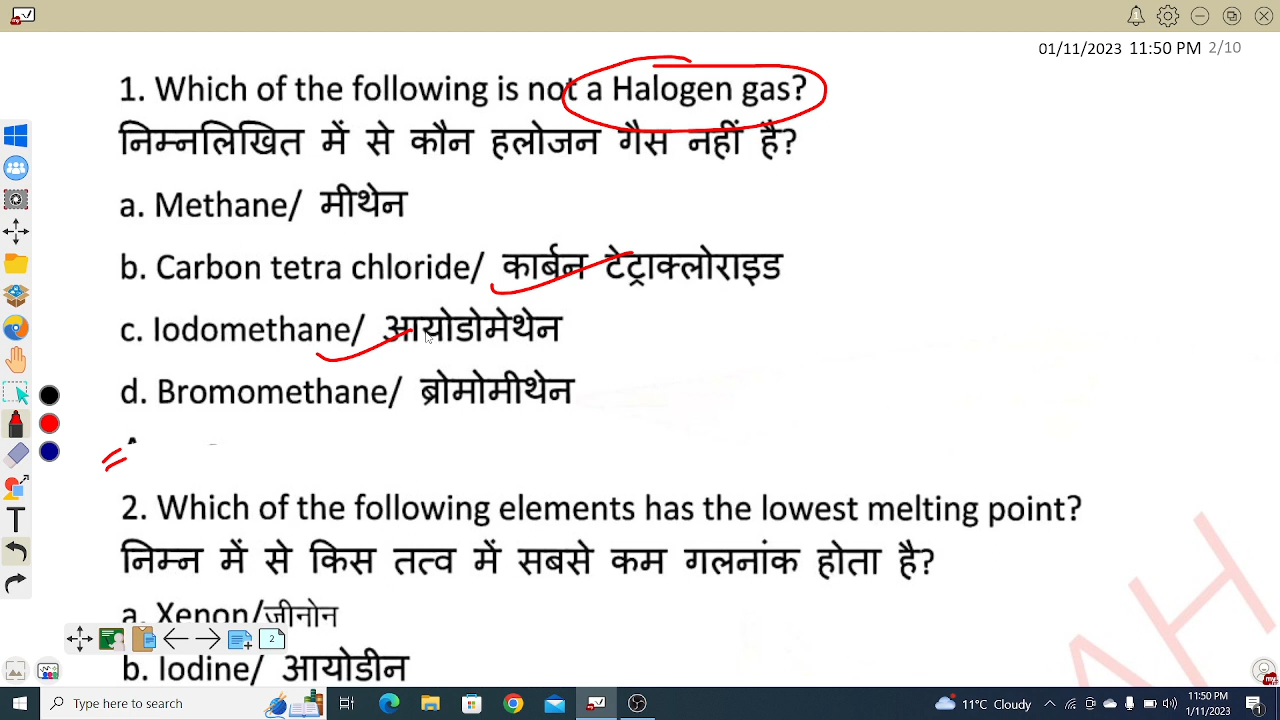 01/11/2023 11:50 PM 2/10
1. Which of the following is not a Halogen gas?
निम्नलिखित में से कौन हलोजन गैस नहीं है?
a. Methane/ मीथेन
b. Carbon tetra chloride/ कार्बन टेट्राक्लोराइड
c. Iodomethane/ आयोडोमेथेन
d. Bromomethane/ ब्रोमोमीथेन
2. Which of the following elements has the lowest melting point?
निम्न में से किस तत्व में सबसे कम गलनांक होता है?
a. Xenon/जीनोन
b. Iodine/ आयोडीन
2
Type here to search
11°C Cloudy
11:50 PM
1/11/2023